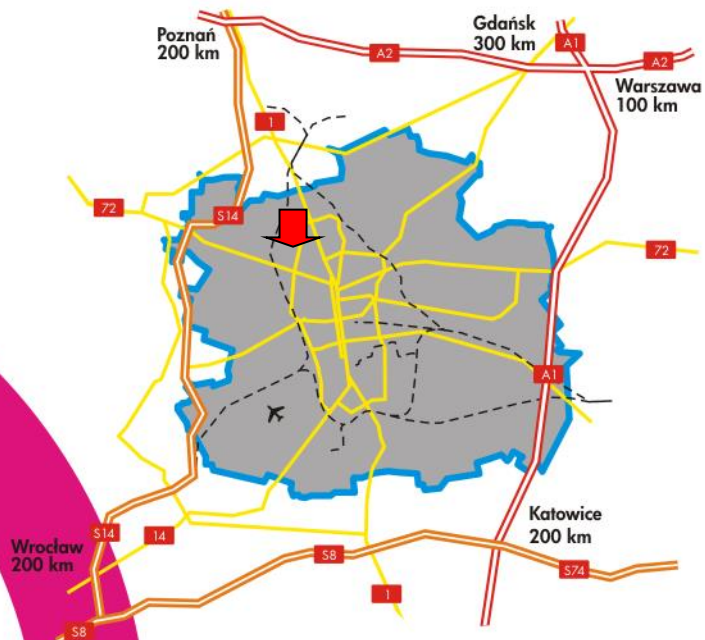 Poznań
200 km
Gdańsk
300 km
A1
A2
A2
Warszawa
100 km
1
72
S14
72
A1
Katowice
200 km
S14
14
Wrocław
200 km
S8
S74
1
S8